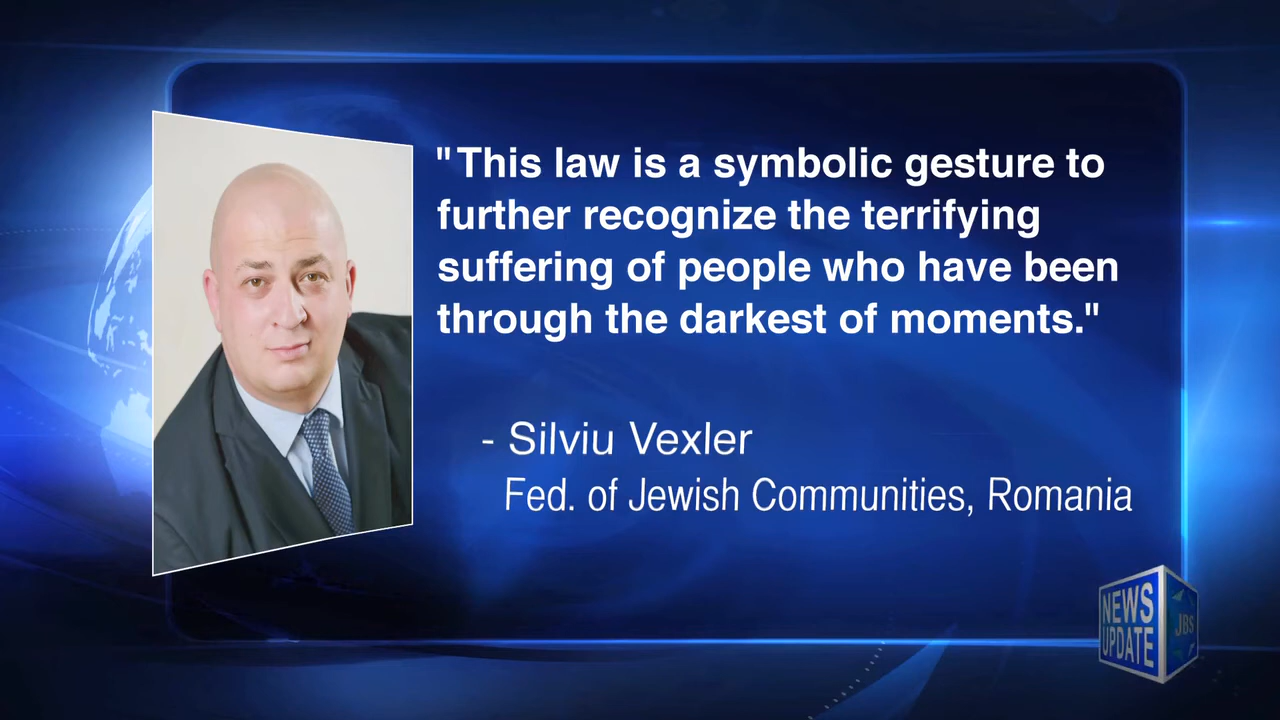 "This law is a symbolic gesture to
further recognize the terrifying
suffering of people who have been
through the darkest of moments."
- Silviu Vexler
Fed. of Jewish Communities, Romania
NEWS
UPDATE
JBS